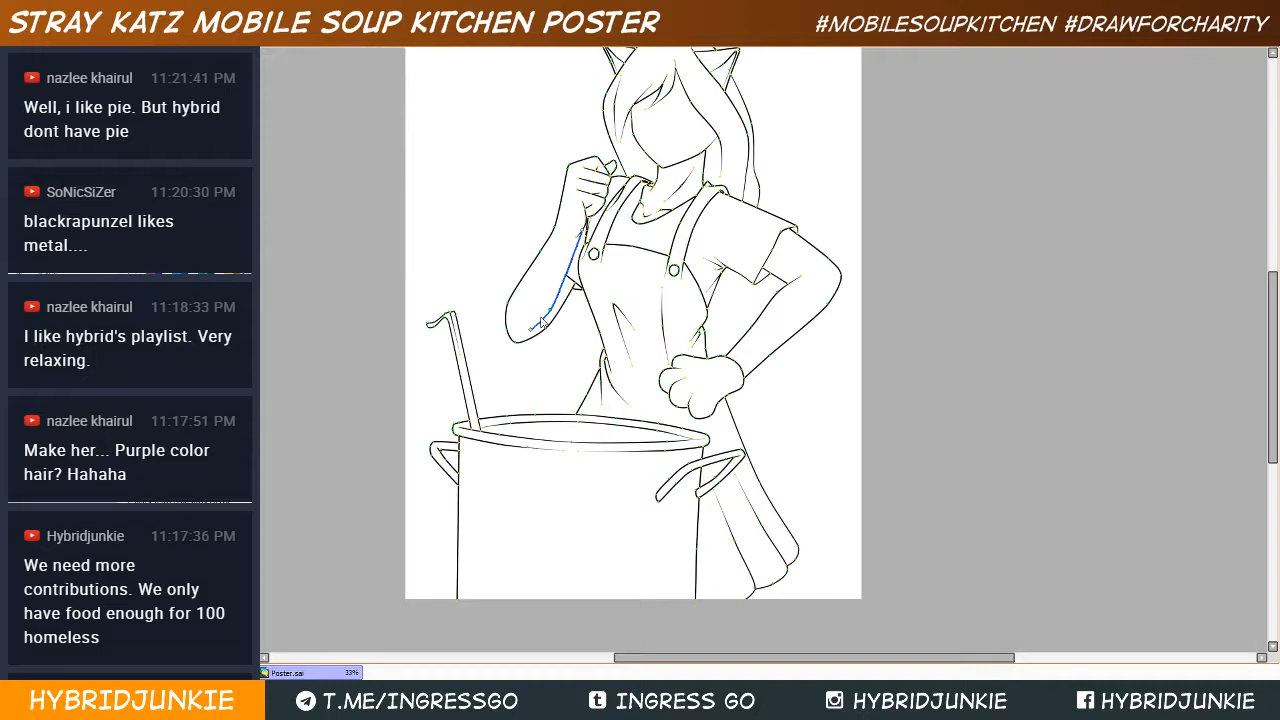 STRAY KATZ MOBILE SOUP KITCHEN POSTER
#MOBILESOUPKITCHEN #DRAWFORCHARITY
nazlee khairul 11:21:41 PM
Well, i like pie. But hybrid
dont have pie
SoNicSiZer 11:20:30 PM
blackrapunzel likes
metal....
nazlee khairul 11:18:33 PM
I like hybrid's playlist. Very
relaxing.
nazlee khairul 11:17:51 PM
Make her... Purple color
hair? Hahaha
Hybridjunkie 11:17:36 PM
We need more
contributions. We only
have food enough for 100
homeless
Poster.sai 33%
HYBRIDJUNKIE T.ME/INGRESSGO INGRESS GO HYBRIDJUNKIE HYBRIDJUNKIE